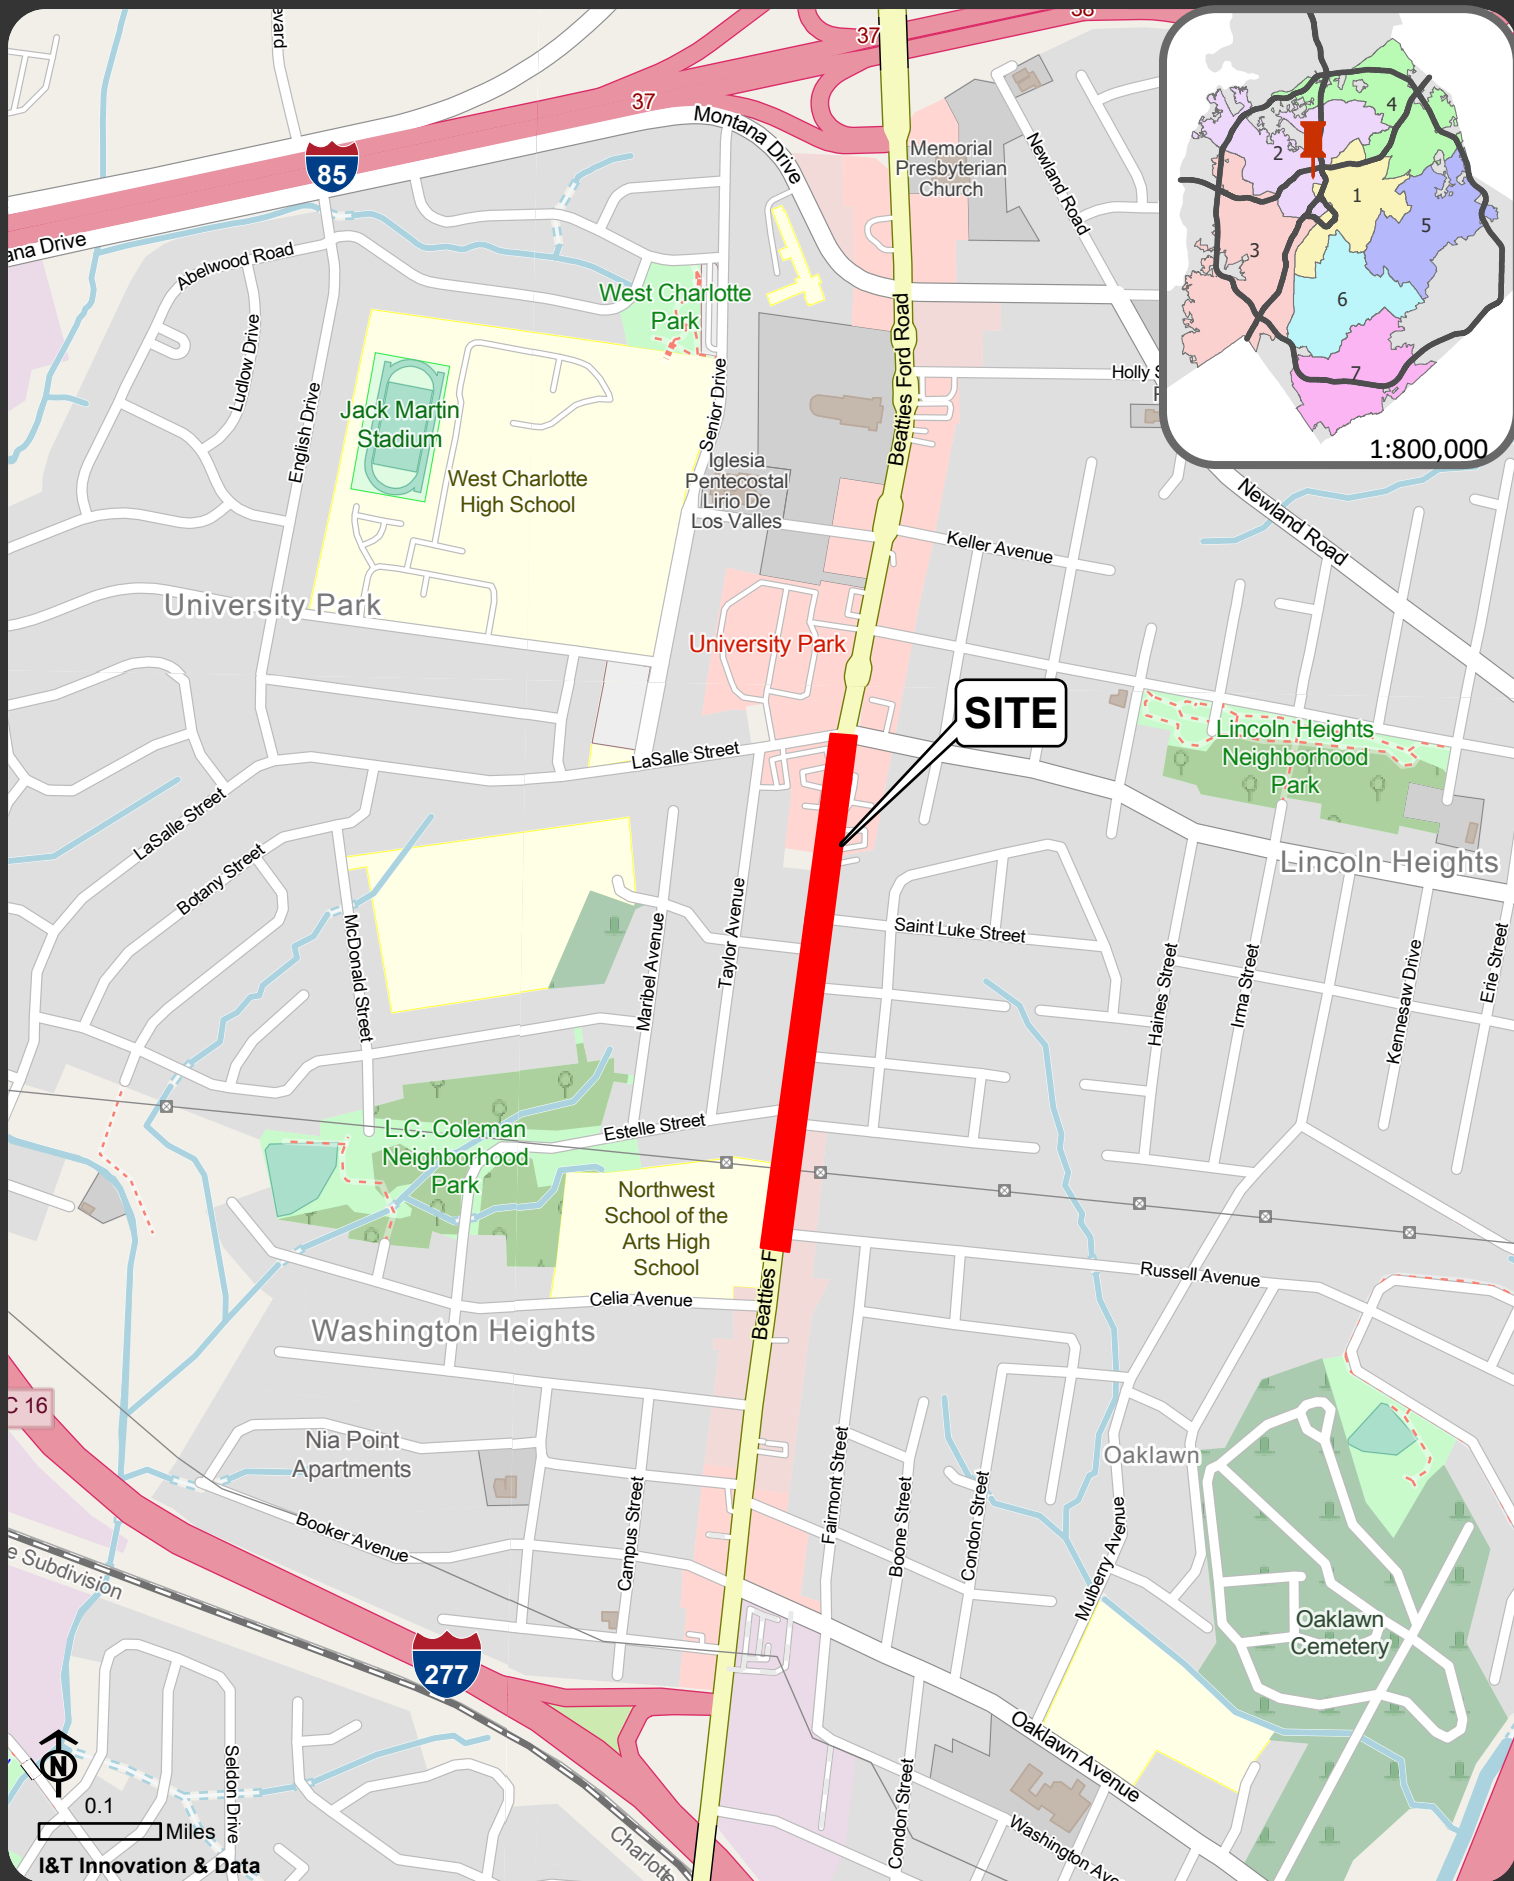 evard
37
38
37
85
Montana Drive
Memorial
Presbyterian
Church
Newland Road
ana Drive
Abelwood Road
West Charlotte
Park
Ludlow Drive
English Drive
Jack Martin
Stadium
West Charlotte
High School
Senior Drive
Beatties Ford Road
Holly S
Iglesia
Pentecostal
Lirio De
Los Valles
Keller Avenue
Newland Road
University Park
University Park
SITE
LaSalle Street
Lincoln Heights
Neighborhood
Park
LaSalle Street
Botany Street
Lincoln Heights
McDonald Street
Maribel Avenue
Taylor Avenue
Saint Luke Street
Haines Street
Irma Street
Kennesaw Drive
Erie Street
L.C. Coleman
Neighborhood
Park
Estelle Street
Northwest
School of the
Arts High
School
Russell Avenue
Celia Avenue
Beatties F
Washington Heights
C 16
Nia Point
Apartments
Oaklawn
Booker Avenue
Campus Street
Fairmont Street
Boone Street
Condon Street
Mulberry Avenue
e Subdivision
Oaklawn
Cemetery
277
Oaklawn Avenue
Seldon Drive
Condon Street
Washington Ave
Charlotte
N
0.1
Miles
I&T Innovation & Data
4
2
1
5
3
6
7
1:800,000